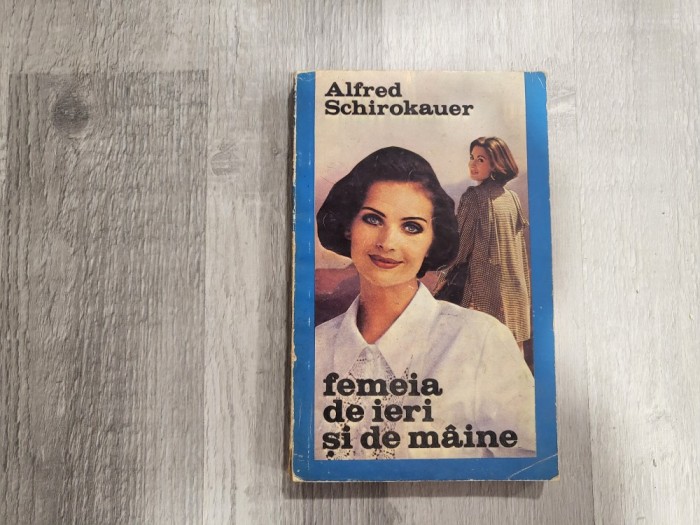 Alfred
Schirokauer
femeia
de ieri
și de mâine